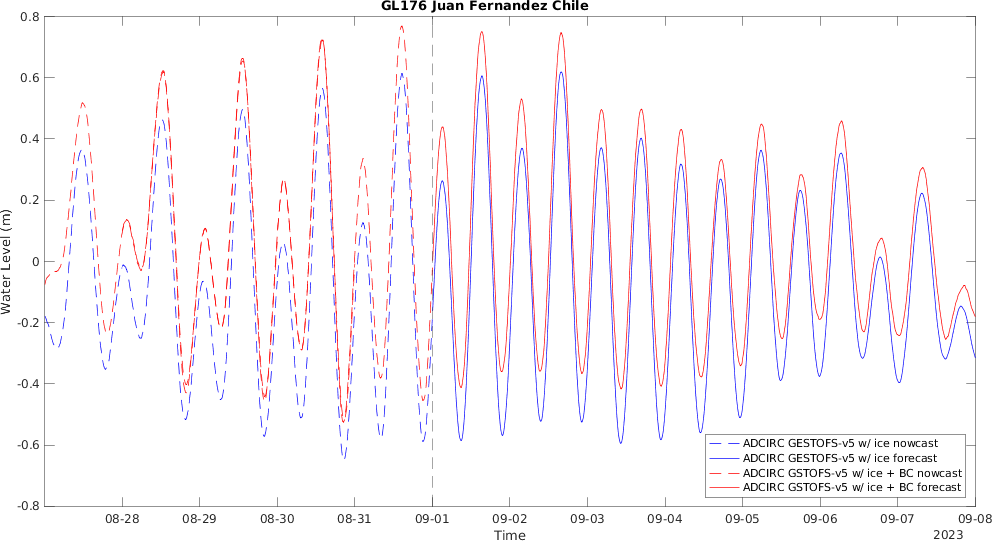 GL176 Juan Fernandez Chile
0.8
0.6
0.4
0.2
0
-0.2
-0.4
-0.6
-0.8
Water Level (m)
ADCIRC GESTOFS-v5 w/ ice nowcast
ADCIRC GESTOFS-v5 w/ ice forecast
ADCIRC GSTOFS-v5 w/ ice + BC nowcast
ADCIRC GSTOFS-v5 w/ ice + BC forecast
08-28 08-29 08-30 08-31 09-01 09-02 09-03 09-04 09-05 09-06 09-07 09-08
Time
2023